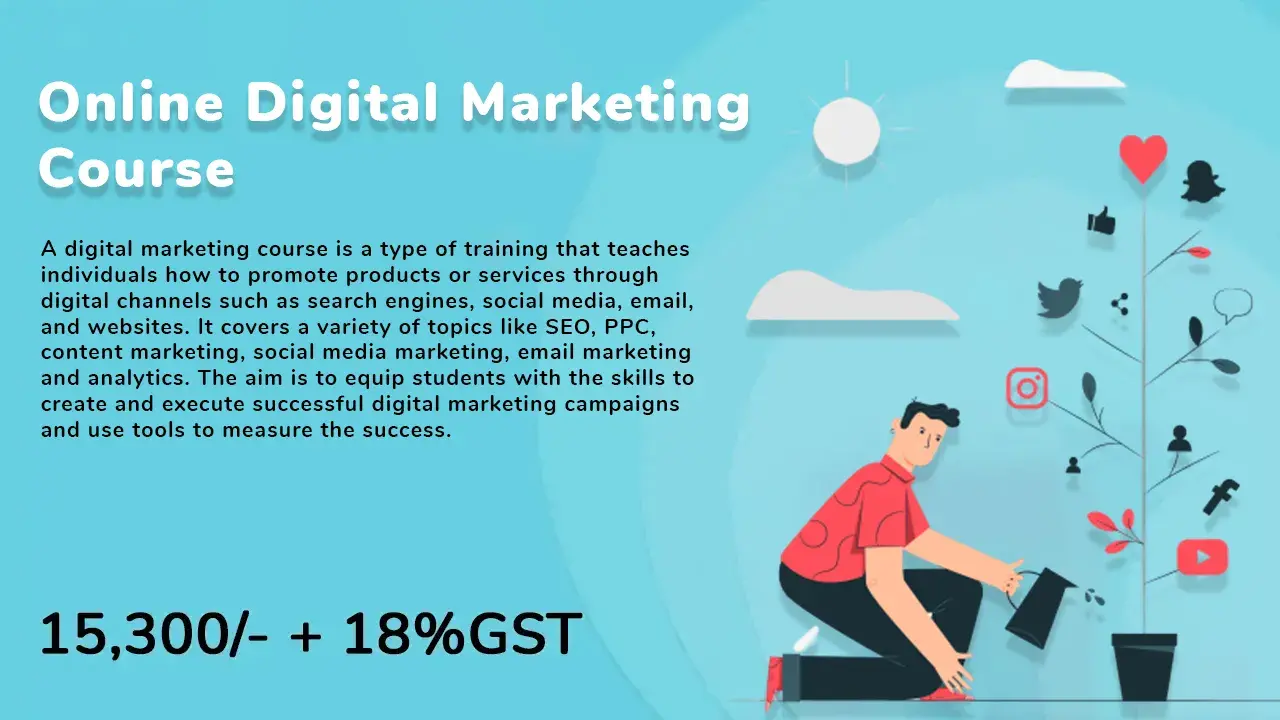 Online Digital Marketing
Course
A digital marketing course is a type of training that teaches
individuals how to promote products or services through
digital channels such as search engines, social media, email,
and websites. It covers a variety of topics like SEO, PPC,
content marketing, social media marketing, email marketing
and analytics. The aim is to equip students with the skills to
create and execute successful digital marketing campaigns
and use tools to measure the success.
15,300/- + 18%GST